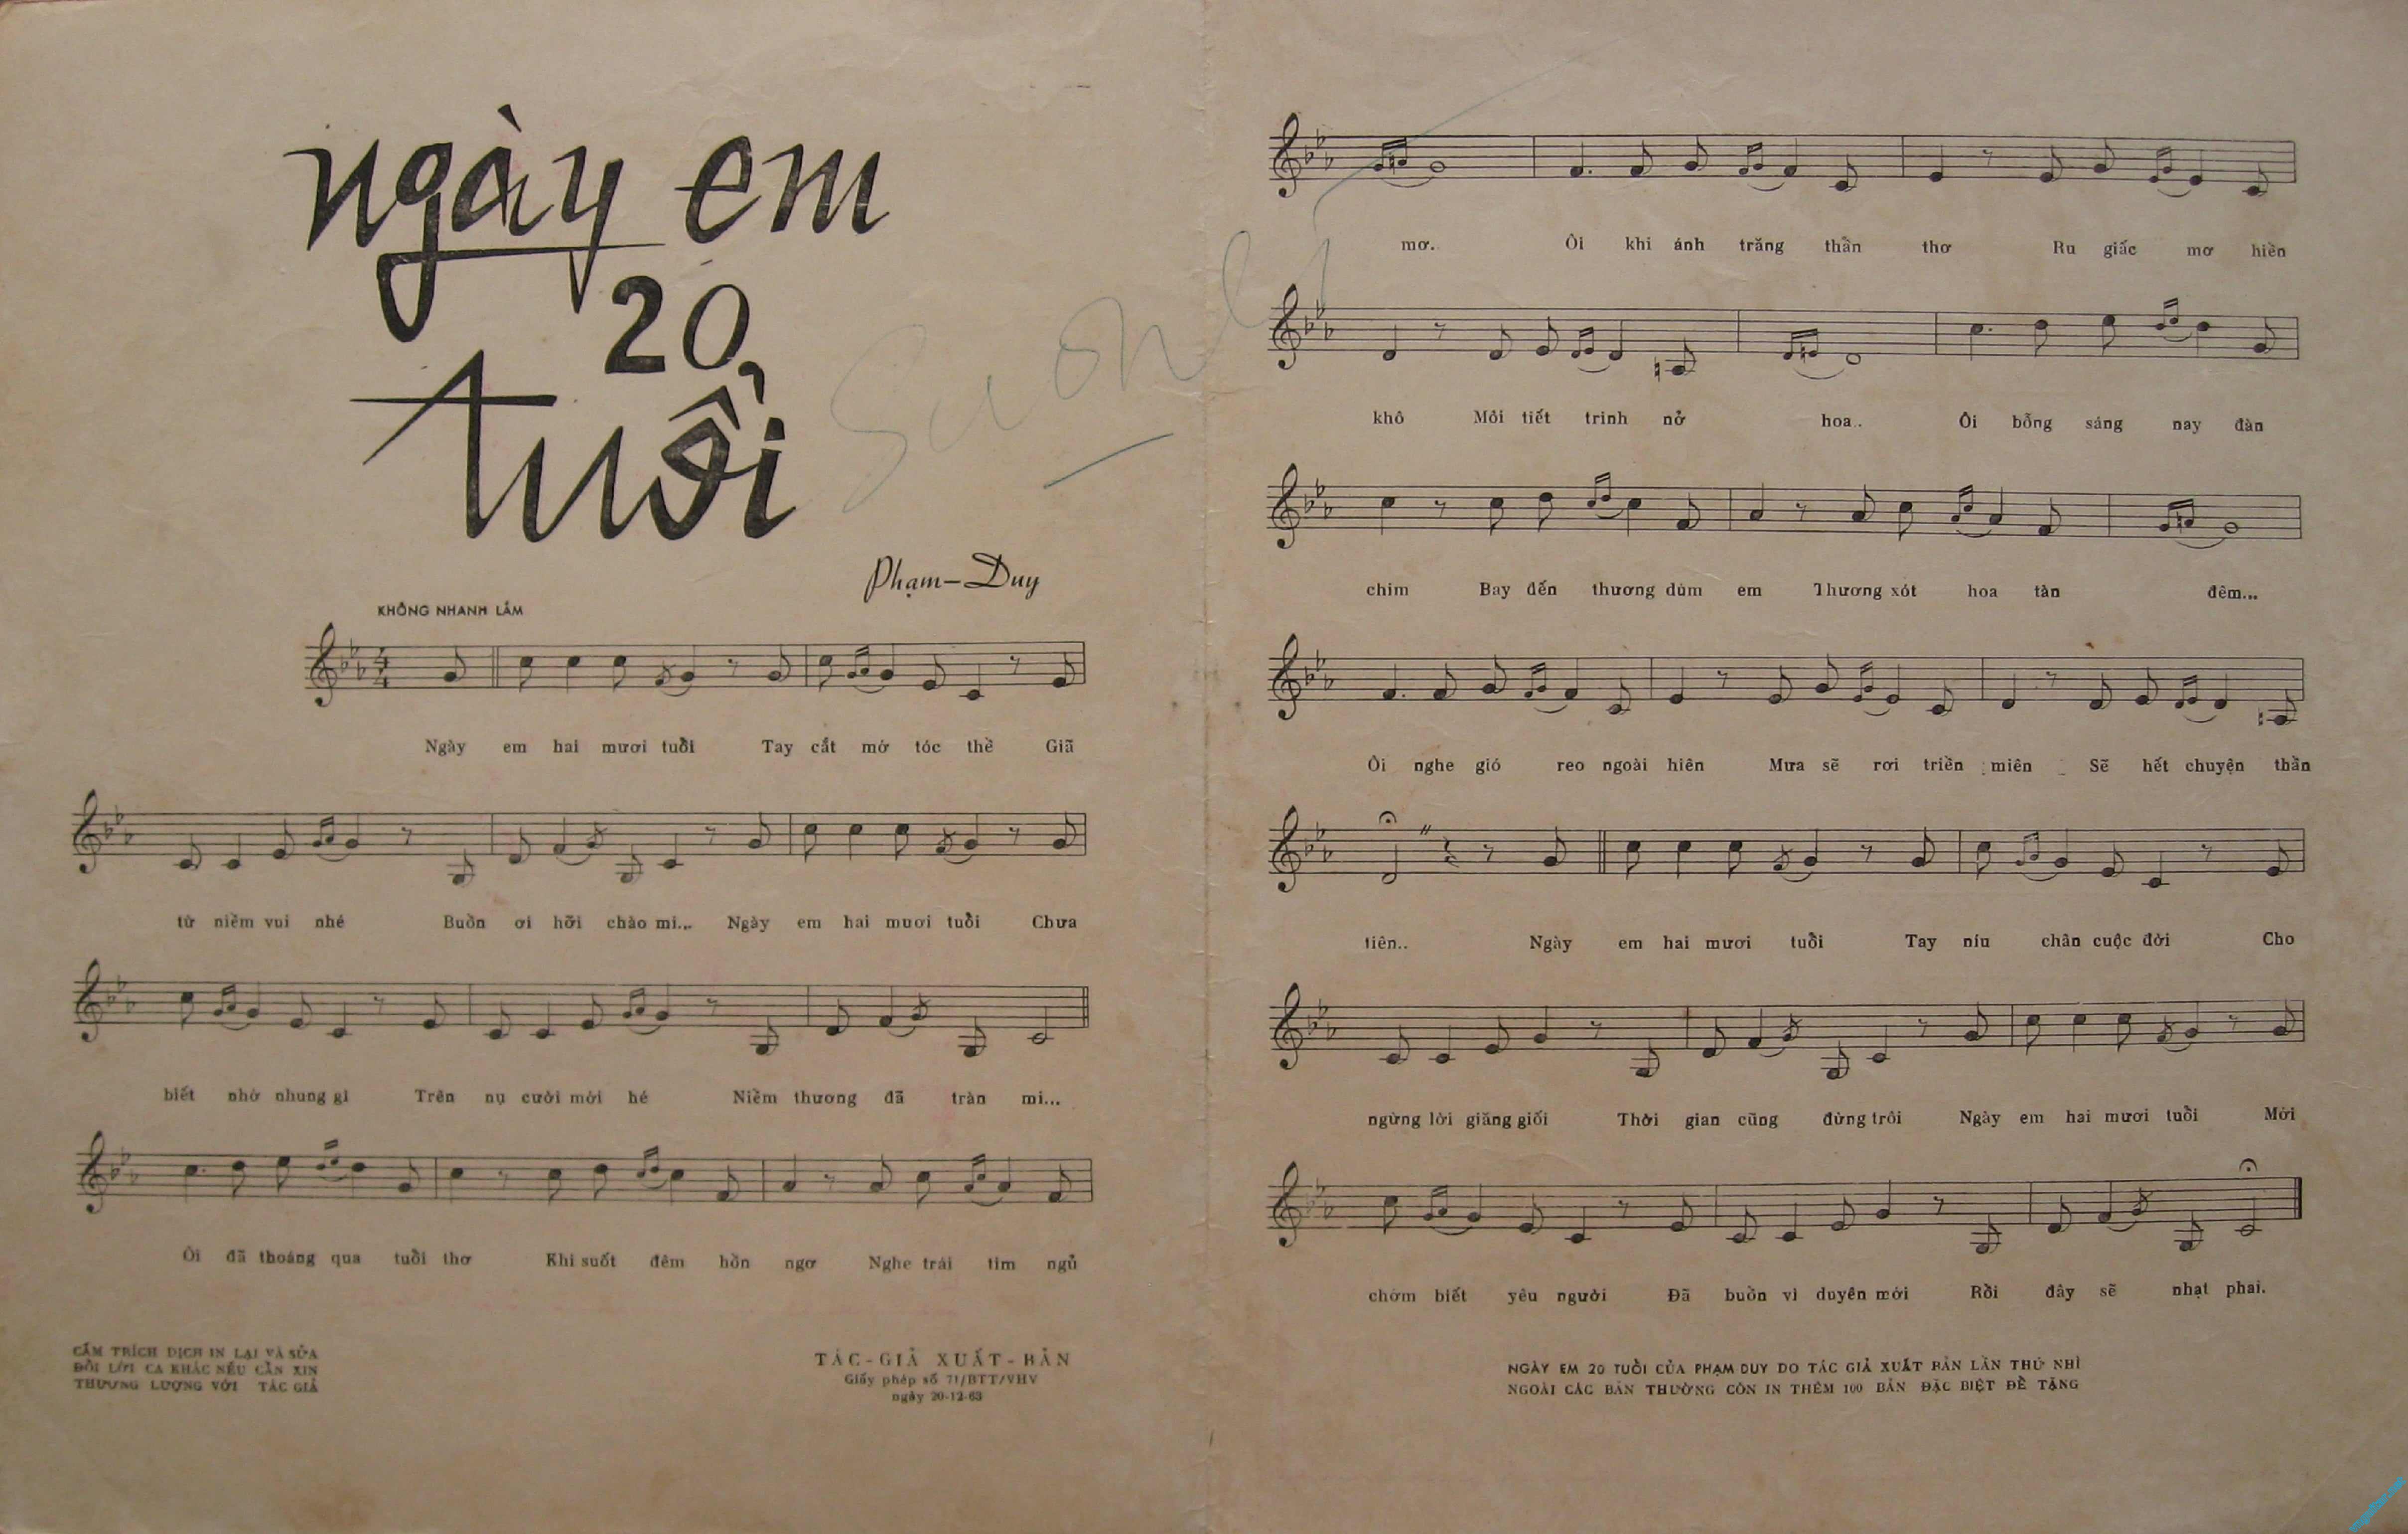 ngày em
20
tuổi
Phạm-Duy
KHÔNG NHANH LẮM
Ngày em hai mươi tuổi Tay cắt mớ tóc thề Giã
từ niềm vui nhé Buồn ơi hỡi chào mi... Ngày em hai mươi tuổi Chưa
biết nhớ nhung gì Trên nụ cười mới hé Niềm thương đã tràn mi...
Ôi đã thoáng qua tuổi thơ Khi suốt đêm hồn ngơ Nghe trái tim ngủ
CẤM TRÍCH DỊCH IN LẠI VÀ SỬA
ĐỔI LỜI CA KHÁC NẾU CẦN XIN
THƯƠNG LƯỢNG VỚI TÁC GIẢ
TÁC-GIẢ XUẤT-BẢN
Giấy phép số 71/BTT/VHV
ngày 20-12-63
mơ. Ôi khi ánh trăng thần thơ Ru giấc mơ hiền
khô Môi tiết trinh nở hoa.. Ôi bỗng sáng nay đàn
chim Bay đến thương dùm em Thương xót hoa tàn đêm...
Ôi nghe gió reo ngoài hiên Mưa sẽ rơi triền miên Sẽ hết chuyện thần
tiên.. Ngày em hai mươi tuổi Tay níu chân cuộc đời Cho
ngừng lời giăng giối Thời gian cũng đừng trôi Ngày em hai mươi tuổi Mới
chớm biết yêu người Đã buồn vì duyên mới Rồi đây sẽ nhạt phai.
NGÀY EM 20 TUỔI CỦA PHẠM DUY DO TÁC GIẢ XUẤT BẢN LẦN THỨ NHÌ
NGOÀI CÁC BẢN THƯỜNG CÒN IN THÊM 100 BẢN ĐẶC BIỆT ĐỂ TẶNG